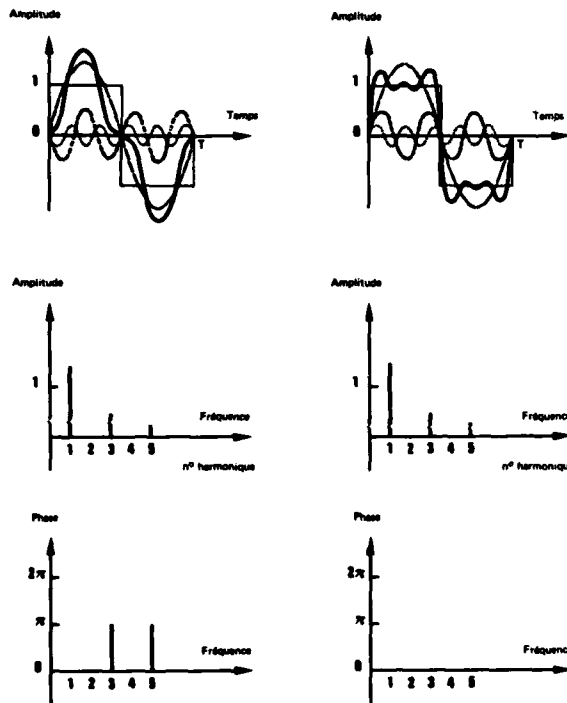 Amplitude
1
0
Temps
T
Amplitude
1
0
Temps
T
Amplitude
1
Fréquence
1 2 3 4 5
n° harmonique
Amplitude
1
Fréquence
1 2 3 4 5
n° harmonique
Phase
2π
π
0
Fréquence
1 2 3 4 5
Phase
2π
π
0
Fréquence
1 2 3 4 5